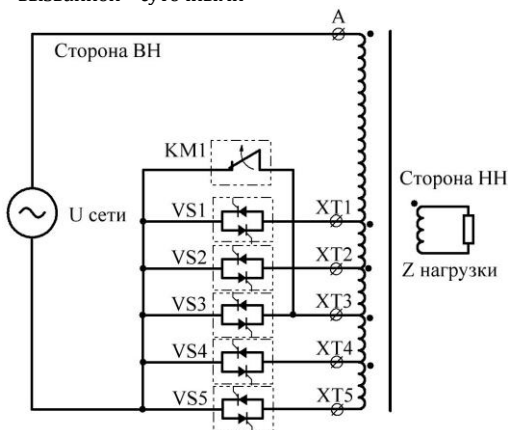 A
Сторона ВН
KM1
Сторона НН
VS1
XT1
U сети
VS2
XT2
Z нагрузки
VS3
XT3
VS4
XT4
VS5
XT5